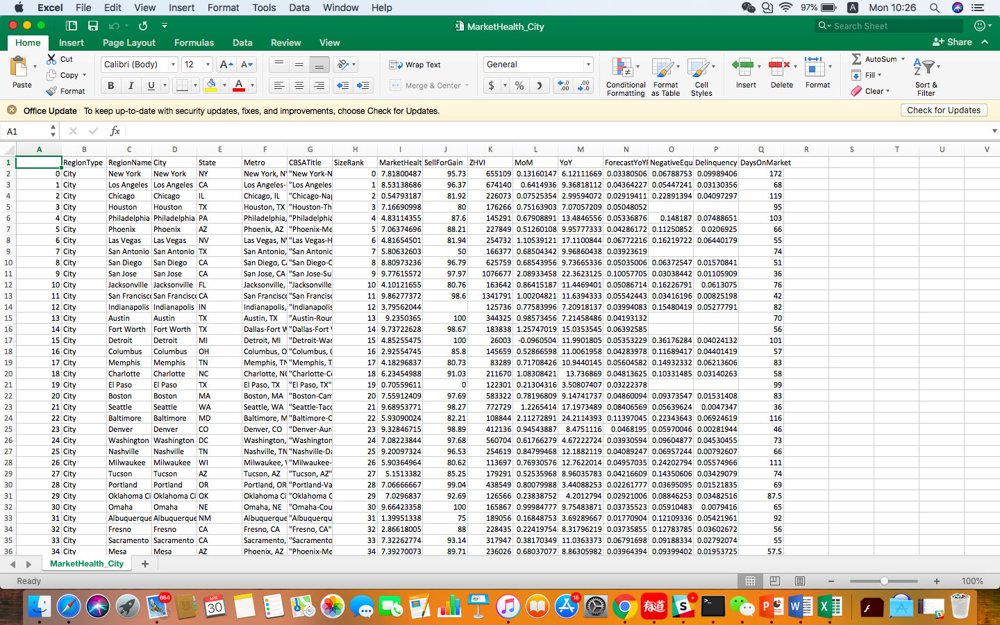 Excel File Edit View Insert Format Tools Data Window Help 97% A Mon 10:26
MarketHealth_City Search Sheet
Home Insert Page Layout Formulas Data Review View Share
Paste Cut Copy Format
Calibri (Body) 12 A A
B I U A
Wrap Text
Merge & Center
General
$ % )
Conditional Formatting Format as Table Cell Styles Insert Delete Format
AutoSum Fill Clear Sort & Filter
Office Update To keep up-to-date with security updates, fixes, and improvements, choose Check for Updates. Check for Updates
A1 fx
A B C D E F G H I J K L M N O P Q R S T U V
1 RegionType RegionName City State Metro CBSATitle SizeRank MarketHealt SellForGain ZHVI MoM YoY ForecastYoYF NegativeEqu Delinquency DaysOnMarket
2 0 City New York New York NY New York, N "New York-N 0 7.81800487 95.73 655109 0.13160147 6.12111669 0.03380506 0.06788753 0.09989406 172
3 1 City Los Angeles Los Angeles CA Los Angeles- "Los Angeles 1 8.53138686 96.37 674140 0.6414936 9.36818112 0.04364227 0.05447241 0.03130356 68
4 2 City Chicago Chicago IL Chicago, IL "Chicago-Nap 2 0.54793187 81.92 226073 0.07525354 2.99594072 0.02919411 0.22891394 0.04097297 119
5 3 City Houston Houston TX Houston, TX "Houston-Th 3 7.16690998 80 176266 0.75163903 7.07057209 0.05048052 95
6 4 City Philadelphia Philadelphia PA Philadelphia, "Philadelphia 4 4.83114355 87.6 145291 0.67908891 13.4846556 0.05336876 0.148187 0.07488651 103
7 5 City Phoenix Phoenix AZ Phoenix, AZ "Phoenix-Me 5 7.06374696 88.21 227849 0.51260108 9.95777333 0.04286172 0.11250852 0.0206925 66
8 6 City Las Vegas Las Vegas NV Las Vegas, N "Las Vegas-H 6 4.81654501 81.94 254732 1.10539121 17.1100844 0.06772216 0.16219722 0.06440179 55
9 7 City San Antonio San Antonio TX San Antonio, "San Antonio 7 5.80632603 50 166377 0.68504342 9.96860438 0.03923619 74
10 8 City San Diego San Diego CA San Diego, C "San Diego-C 8 8.80973236 96.79 625759 0.68543956 9.73665336 0.05035006 0.06372547 0.01570841 51
11 9 City San Jose San Jose CA San Jose, CA "San Jose-Su 9 9.77615572 97.97 1076677 2.08933458 22.3623125 0.10057705 0.03038442 0.01105909 36
12 10 City Jacksonville Jacksonville FL Jacksonville, "Jacksonville 10 4.10121655 80.76 163642 0.86415187 11.4469401 0.05086714 0.16226791 0.0613075 76
13 11 City San Francisco San Francisco CA San Francisco "San Francisc 11 9.86277372 98.6 1341791 1.00204821 11.6394333 0.05542443 0.03416196 0.00825198 42
14 12 City Indianapolis Indianapolis IN Indianapolis, "Indianapolis 12 3.79562044 125736 0.77583996 7.20918137 0.03994083 0.15480419 0.05277791 82
15 13 City Austin Austin TX Austin, TX "Austin-Rour 13 9.2350365 100 344325 0.98573456 7.21458486 0.04193132 70
16 14 City Fort Worth Fort Worth TX Dallas-Fort W "Dallas-Fort 14 9.73722628 98.67 183838 1.25747019 15.0353545 0.06392585 56
17 15 City Detroit Detroit MI Detroit, MI "Detroit-War 15 4.85255475 100 26003 -0.0960504 11.9901805 0.05353229 0.36176284 0.04024132 101
18 16 City Columbus Columbus OH Columbus, O "Columbus, 16 2.92554745 85.8 145659 0.52866598 11.0061958 0.04283978 0.11689417 0.04401419 57
19 17 City Memphis Memphis TN Memphis, TN "Memphis, T 17 4.18296837 80.73 83289 0.71708426 10.9440145 0.05604582 0.14932332 0.06213606 83
20 18 City Charlotte Charlotte NC Charlotte, N "Charlotte-C 18 6.23454988 91.03 211670 1.08308421 13.736869 0.04813625 0.10331485 0.03140263 58
21 19 City El Paso El Paso TX El Paso, TX "El Paso, TX" 19 0.70559611 0 122301 0.21304316 3.50807407 0.03222378 99
22 20 City Boston Boston MA Boston, MA "Boston-Cam 20 7.55912409 97.69 583322 0.78196809 9.14741737 0.04860094 0.09373547 0.01531408 83
23 21 City Seattle Seattle WA Seattle, WA "Seattle-Taco 21 9.68953771 98.27 772729 1.2265414 17.1973489 0.08406569 0.05639624 0.0047347 36
24 22 City Baltimore Baltimore MD Baltimore, M "Baltimore-C 22 5.93090024 82.21 108844 2.11272891 24.2114393 0.11397045 0.22343643 0.06924619 116
25 23 City Denver Denver CO Denver, CO "Denver-Aur 23 9.32846715 98.89 412136 0.94543887 8.4751116 0.0468195 0.05970046 0.00281944 46
26 24 City Washington Washington DC Washington, "Washington 24 7.08223844 97.68 560704 0.61766279 4.67222724 0.03930594 0.09604877 0.04530455 73
27 25 City Nashville Nashville TN Nashville, TN "Nashville-Da 25 9.20097324 96.53 254619 0.84799468 12.1882119 0.04089247 0.06957244 0.00792607 66
28 26 City Milwaukee Milwaukee WI Milwaukee, "Milwaukee- 26 5.90364964 80.62 113697 0.76930576 12.7622014 0.04957035 0.24202794 0.05574966 111
29 27 City Tucson Tucson AZ Tucson, AZ "Tucson, AZ" 27 5.1513382 85.25 179291 0.52535968 8.96035783 0.04216609 0.14350606 0.03429079 74
30 28 City Portland Portland OR Portland, OR "Portland-Va 28 7.06666667 99.04 438549 0.80079988 3.44088253 0.02261777 0.03695095 0.01521835 69
31 29 City Oklahoma Ci Oklahoma Ci OK Oklahoma Ci "Oklahoma C 29 7.0296837 92.69 126566 0.23838752 4.2012794 0.02921006 0.08846253 0.03482516 87.5
32 30 City Omaha Omaha NE Omaha, NE "Omaha-Cou 30 9.66423358 100 165867 0.99984777 9.75483871 0.03735523 0.05910483 0.0079416 65
33 31 City Albuquerque Albuquerque NM Albuquerque "Albuquerqu 31 1.39951338 75 189056 0.16848753 3.69289667 0.01770904 0.12109336 0.05421961 92
34 32 City Fresno Fresno CA Fresno, CA "Fresno, CA" 32 2.86618005 88 228435 0.22419754 8.31796219 0.03735855 0.12783785 0.03602672 56
35 33 City Sacramento Sacramento CA Sacramento, "Sacramento 33 7.32262774 93.14 317947 0.38170349 11.0363373 0.06791698 0.09188334 0.02792074 55
36 34 City Mesa Mesa AZ Phoenix, AZ "Phoenix-Me 34 7.39270073 89.71 236026 0.68037077 8.86305982 0.03964394 0.09399402 0.01953725 57.5
MarketHealth_City +
Ready 100%
664 APR 30 16 有道 S P W X